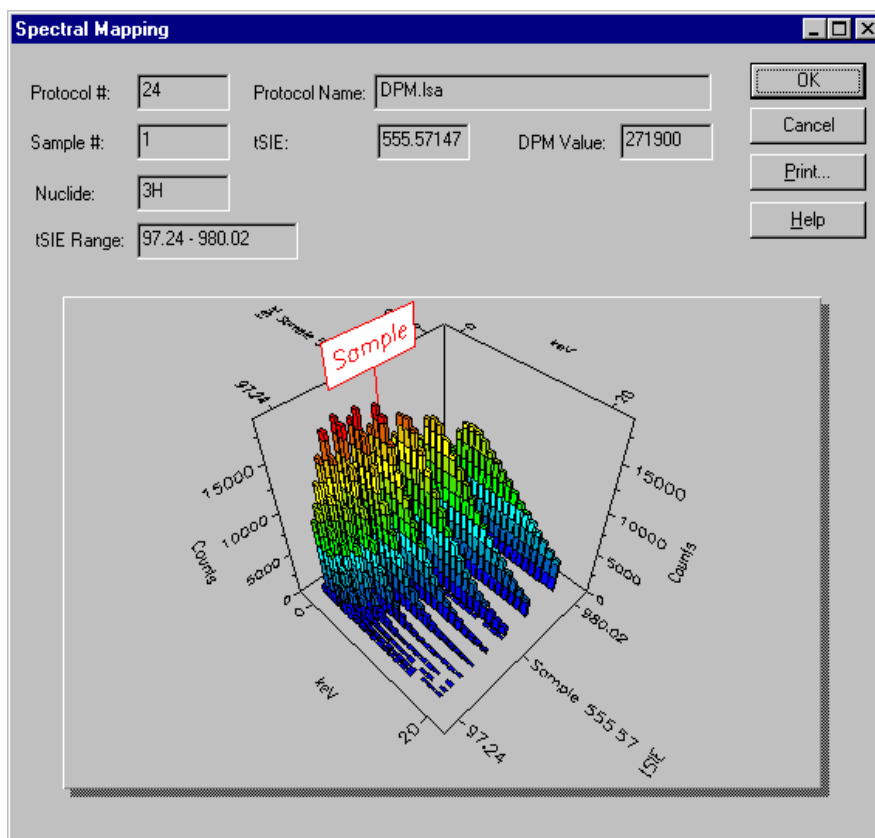 Spectral Mapping
Protocol #: 24 Protocol Name: DPM.lsa OK
Sample #: 1 tSIE: 555.57147 DPM Value: 271900 Cancel
Nuclide: 3H Print...
tSIE Range: 97.24 - 980.02 Help
Sample
0
keV
20
97.24
Sample
15000
10000
5000
0
Counts
15000
10000
5000
0
Counts
0
keV
20
980.02
Sample 555.57
tSIE
97.24